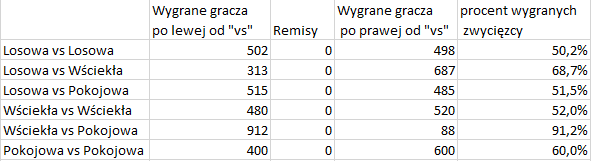 Wygrane gracza po lewej od "vs" Remisy Wygrane gracza po prawej od "vs" procent wygranych zwycięzcy
Losowa vs Losowa 502 0 498 50,2%
Losowa vs Wściekła 313 0 687 68,7%
Losowa vs Pokojowa 515 0 485 51,5%
Wściekła vs Wściekła 480 0 520 52,0%
Wściekła vs Pokojowa 912 0 88 91,2%
Pokojowa vs Pokojowa 400 0 600 60,0%